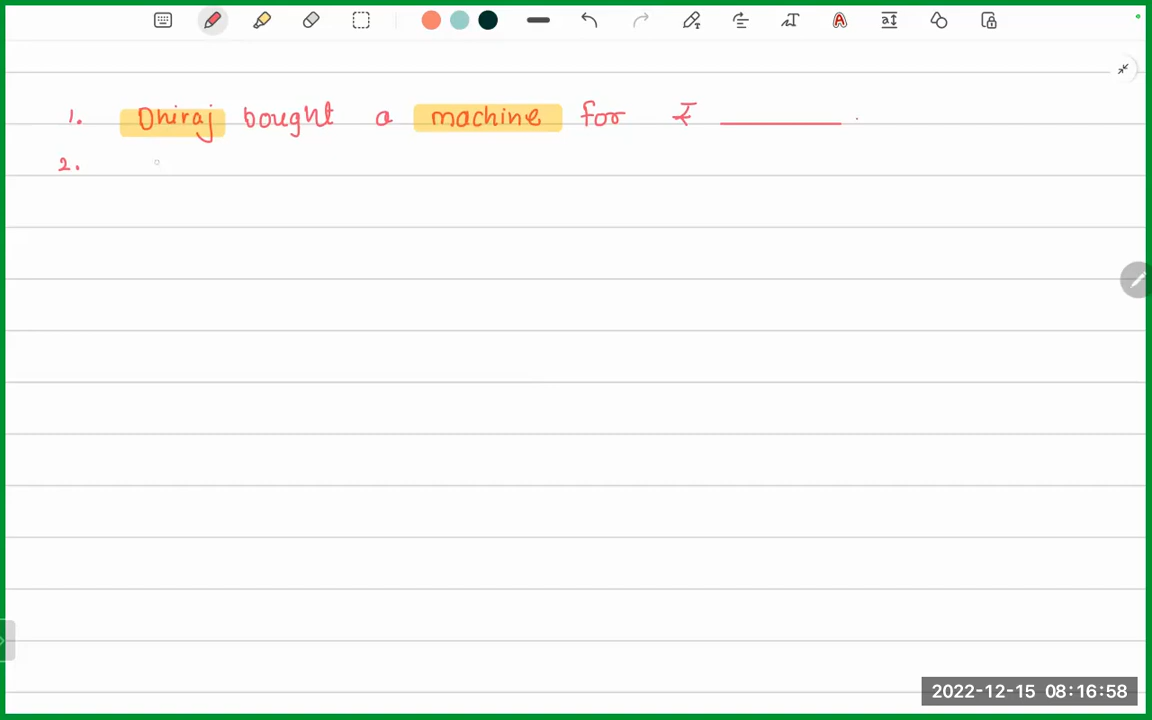 1. Dhiraj bought a machine for ₹ ________ .
2.
2022-12-15 08:16:58